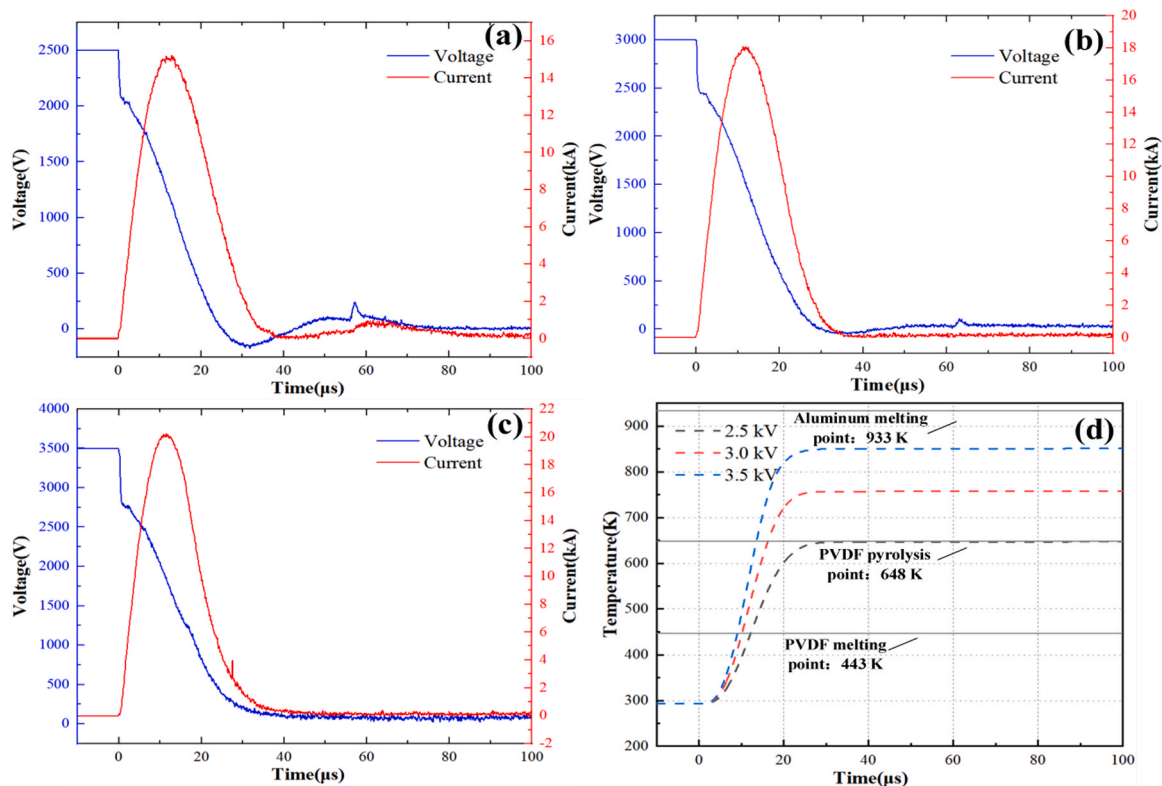 (a)
Voltage
Current
2500
2000
1500
1000
500
0
Voltage(V)
16
14
12
10
8
6
4
2
0
Current(kA)
0
20
40
60
80
100
Time(μs)
(b)
Voltage
Current
3000
2500
2000
1500
1000
500
0
Voltage(V)
20
18
16
14
12
10
8
6
4
2
0
Current(kA)
0
20
40
60
80
100
Time(μs)
(c)
Voltage
Current
4000
3500
3000
2500
2000
1500
1000
500
0
Voltage(V)
22
20
18
16
14
12
10
8
6
4
2
0
-2
Current(kA)
0
20
40
60
80
100
Time(μs)
(d)
2.5 kV
3.0 kV
3.5 kV
Aluminum melting
point: 933 K
PVDF pyrolysis
point: 648 K
PVDF melting
point: 443 K
900
800
700
600
500
400
300
200
Temperature(K)
0
20
40
60
80
100
Time(μs)